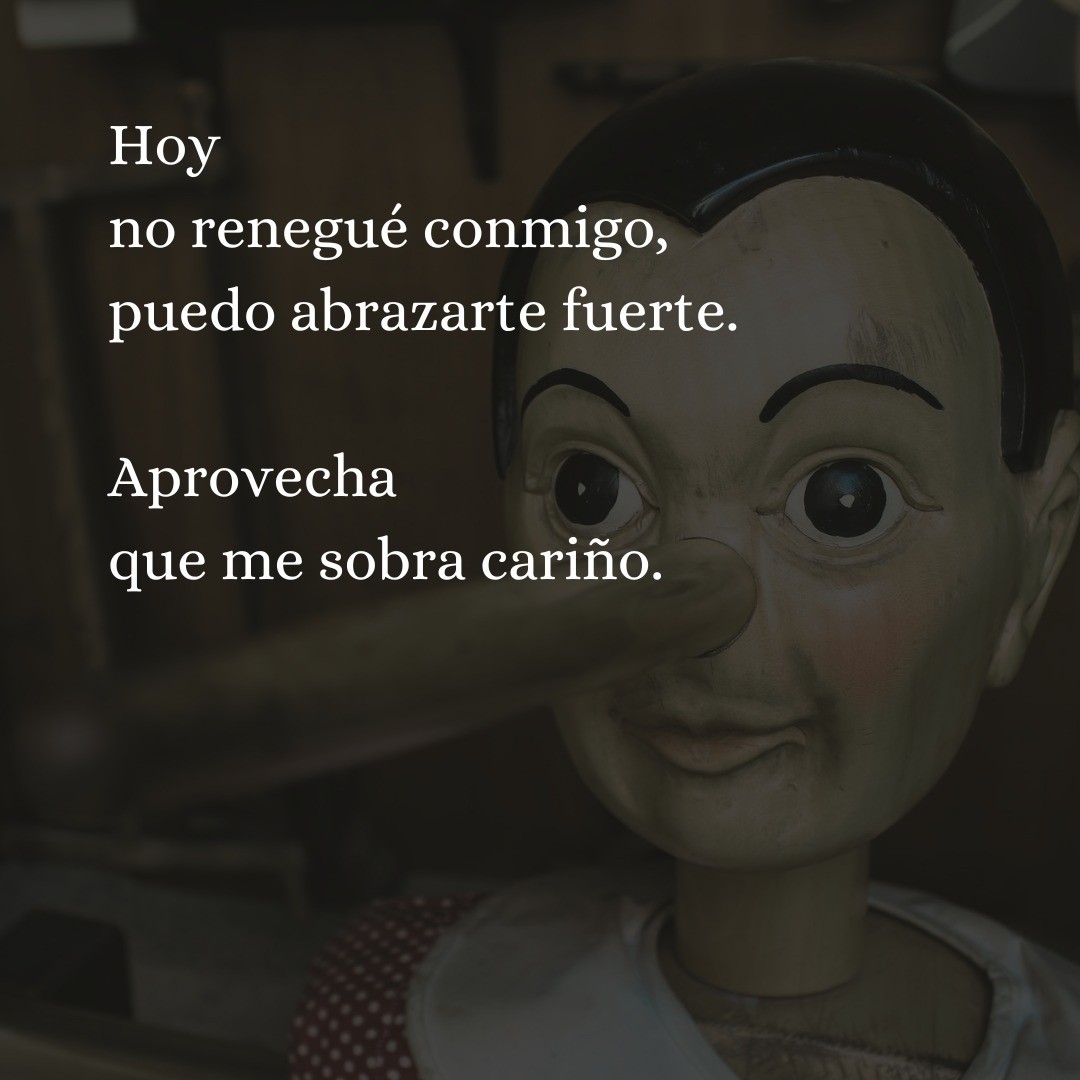 Hoy
no renegué conmigo,
puedo abrazarte fuerte.
Aprovecha
que me sobra cariño.